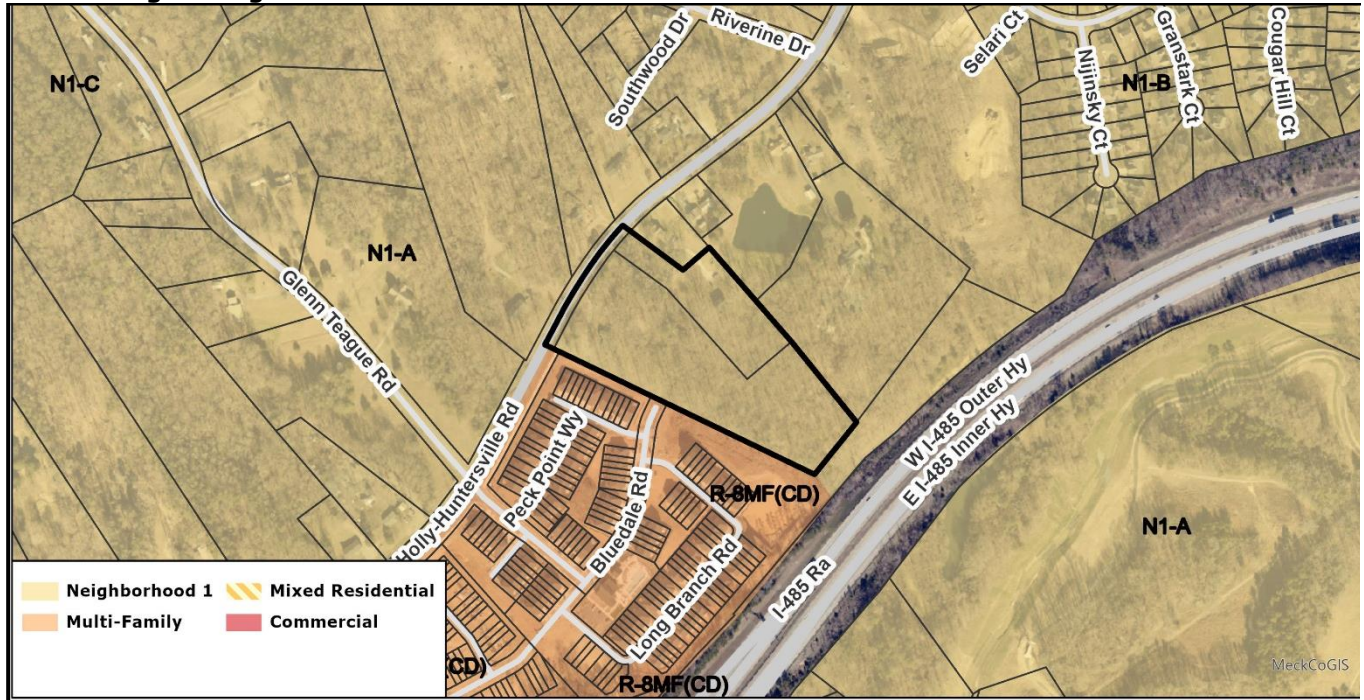 Southwood Dr
Riverine Dr
Selari Ct
Nijinsky Ct
Granstark Ct
Cougar Hill Ct
N1-C
N1-B
N1-A
Glenn Teague Rd
Holly-Huntersville Rd
Peck Point Wy
Bluedale Rd
R-8MF(CD)
Long Branch Rd
W I-485 Outer Hy
E I-485 Inner Hy
I-485 Ra
N1-A
CD)
R-8MF(CD)
Neighborhood 1
Mixed Residential
Multi-Family
Commercial
MeckCoGIS